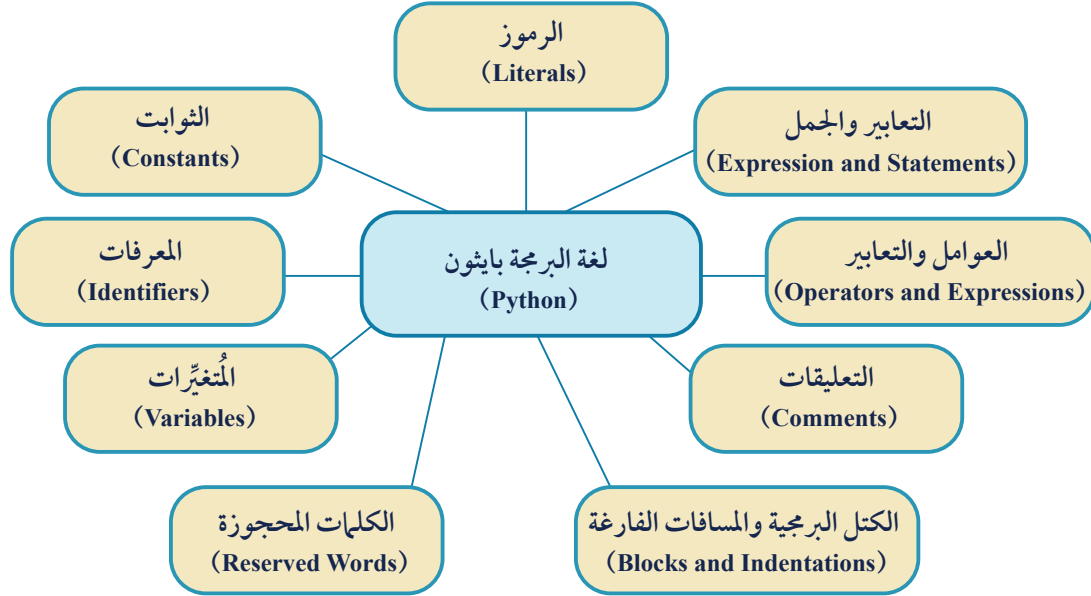 الرموز
(Literals)
التعابير والجمل
(Expression and Statements)
الثوابت
(Constants)
العوامل والتعابير
(Operators and Expressions)
لغة البرمجة بايثون
(Python)
المعرفات
(Identifiers)
التعليقات
(Comments)
المُتغيِّرات
(Variables)
الكتل البرمجية والمسافات الفارغة
(Blocks and Indentations)
الكلمات المحجوزة
(Reserved Words)